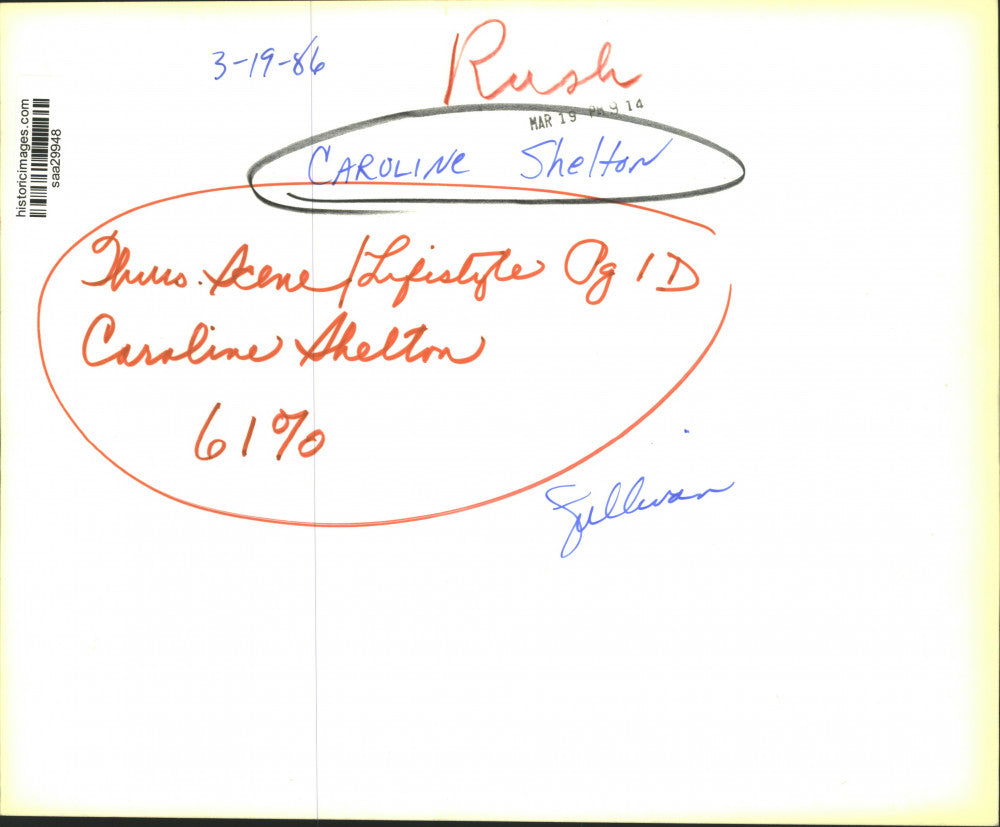 3-19-86
Rush
MAR 19 PM 9 14
CAROLINE Shelton
Thurs. Scene/Lifestyle Pg 1D
Caroline Shelton
61%
Sullivan
historicimages.com
saa29948